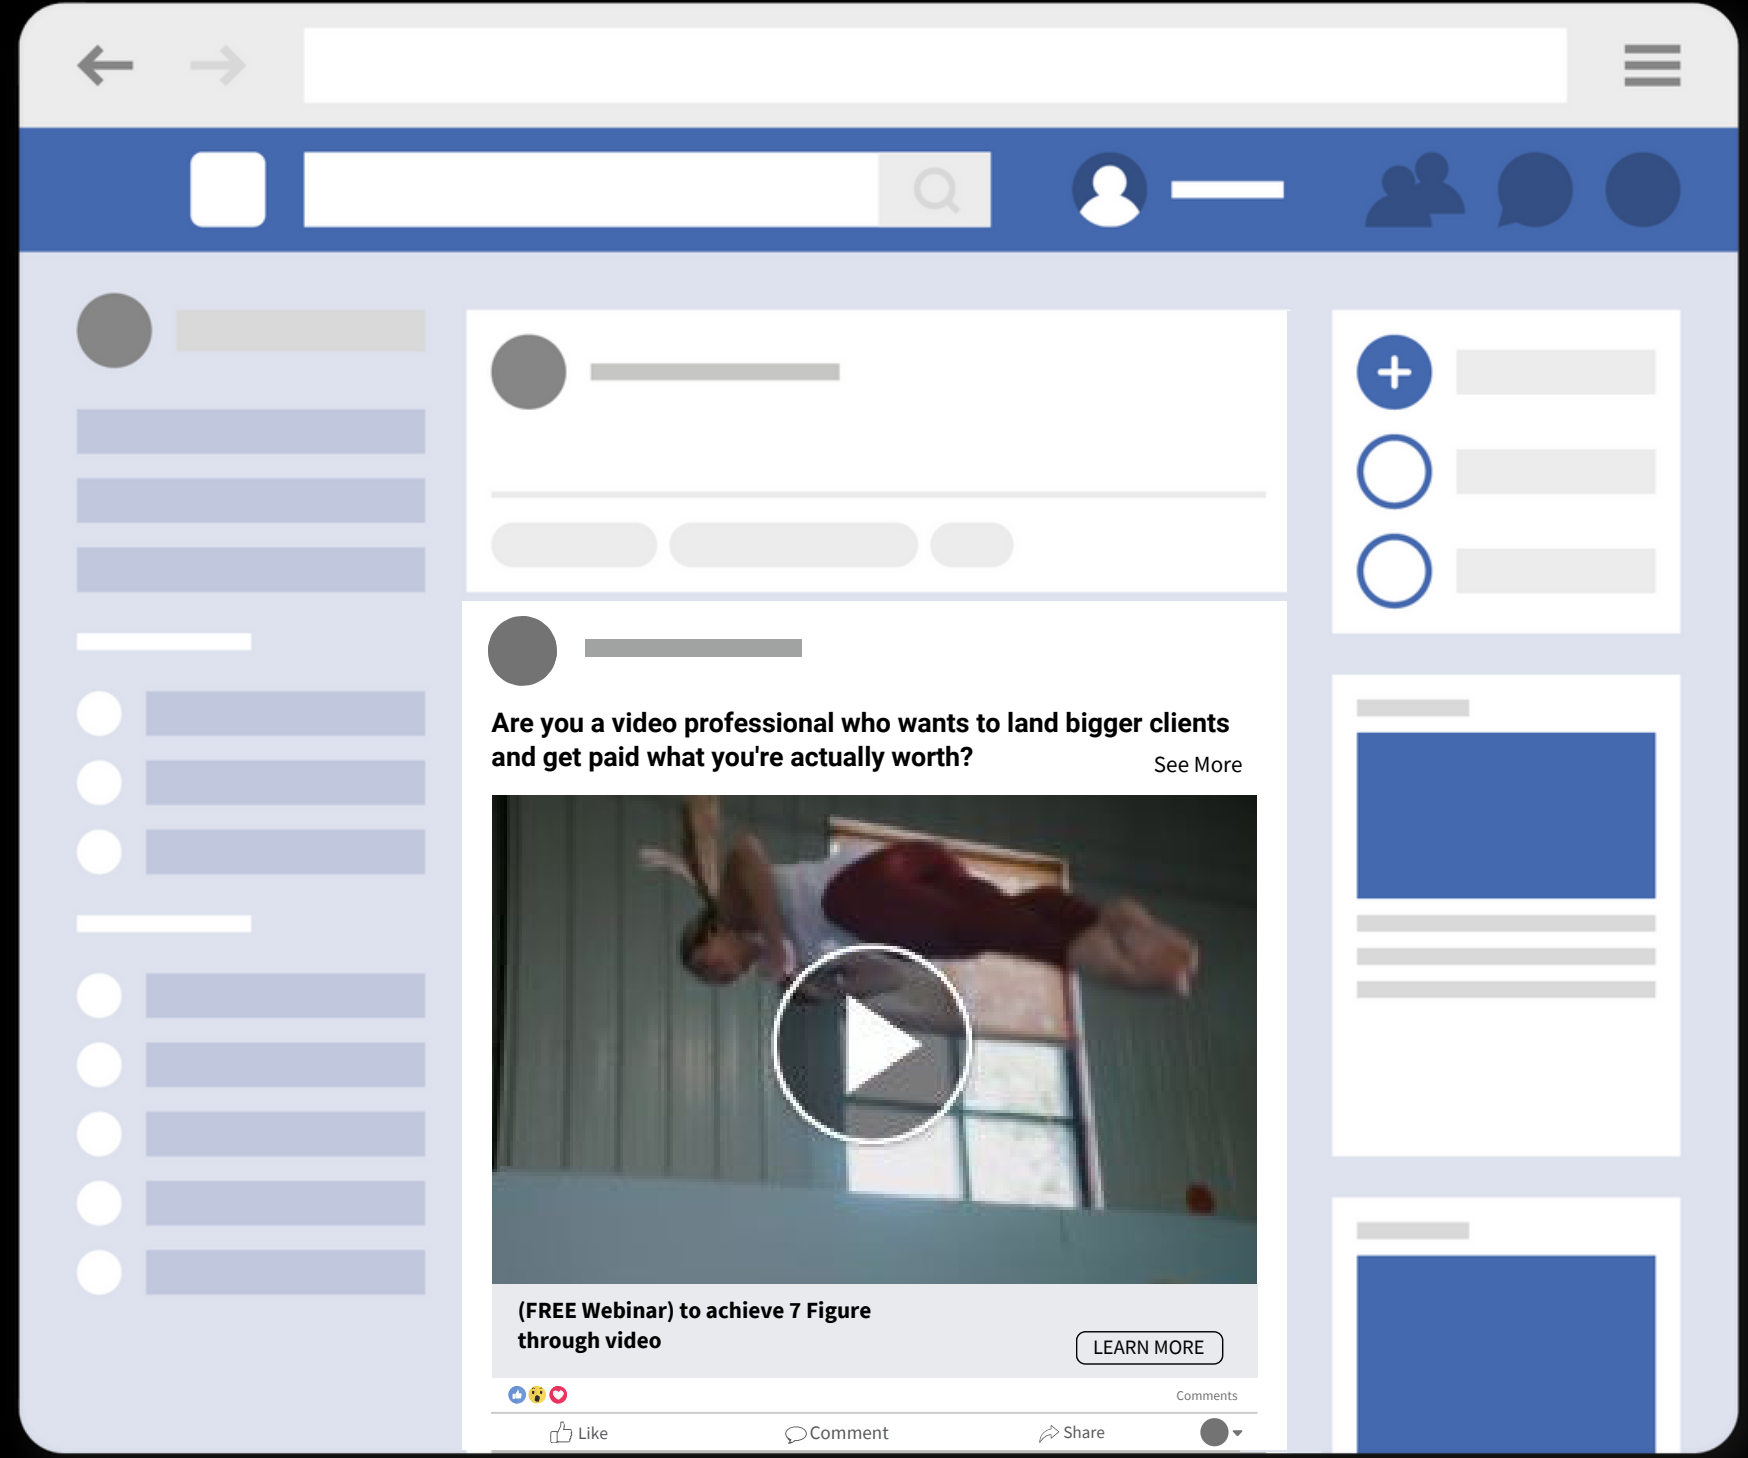 Are you a video professional who wants to land bigger clients
and get paid what you're actually worth?
See More
(FREE Webinar) to achieve 7 Figure
through video
LEARN MORE
Comments
Like
Comment
Share